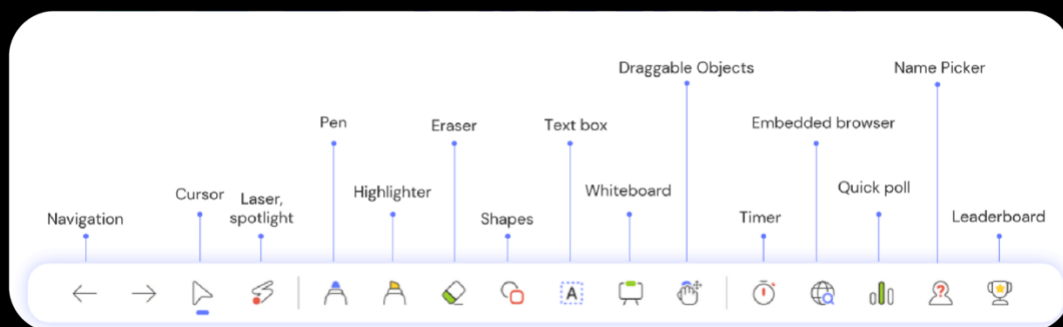 Draggable Objects
Name Picker
Pen
Eraser
Text box
Embedded browser
Cursor
Laser,
spotlight
Highlighter
Whiteboard
Quick poll
Navigation
Shapes
Timer
Leaderboard
A
?